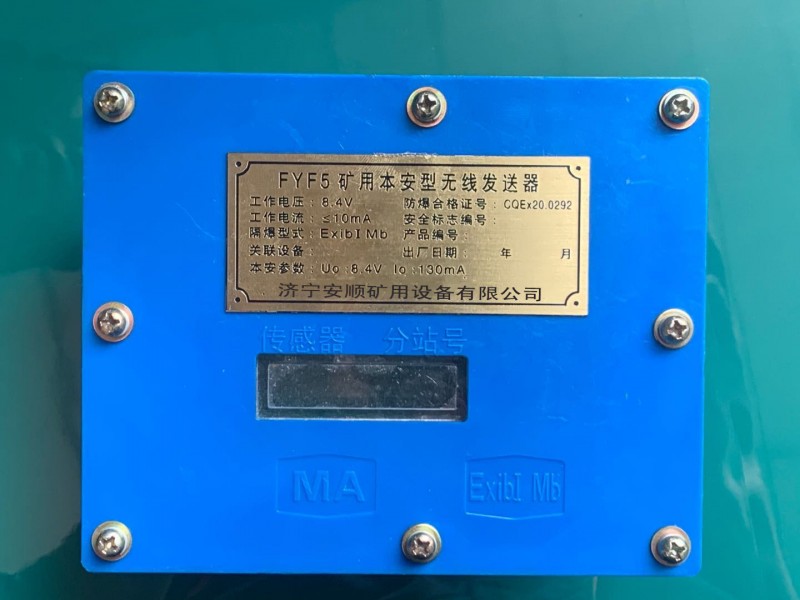 FYF5 矿用本安型无线发送器
工作电压：8.4V 防爆合格证号：CQEx20.0292
工作电流：≤10mA 安全标志编号：
隔爆型式：ExibⅠMb 产品编号：
关联设备： 出厂日期： 年 月
本安参数：Uo:8.4V Io:130mA
济宁安顺矿用设备有限公司
传感器 分站号
MA ExibⅠ Mb